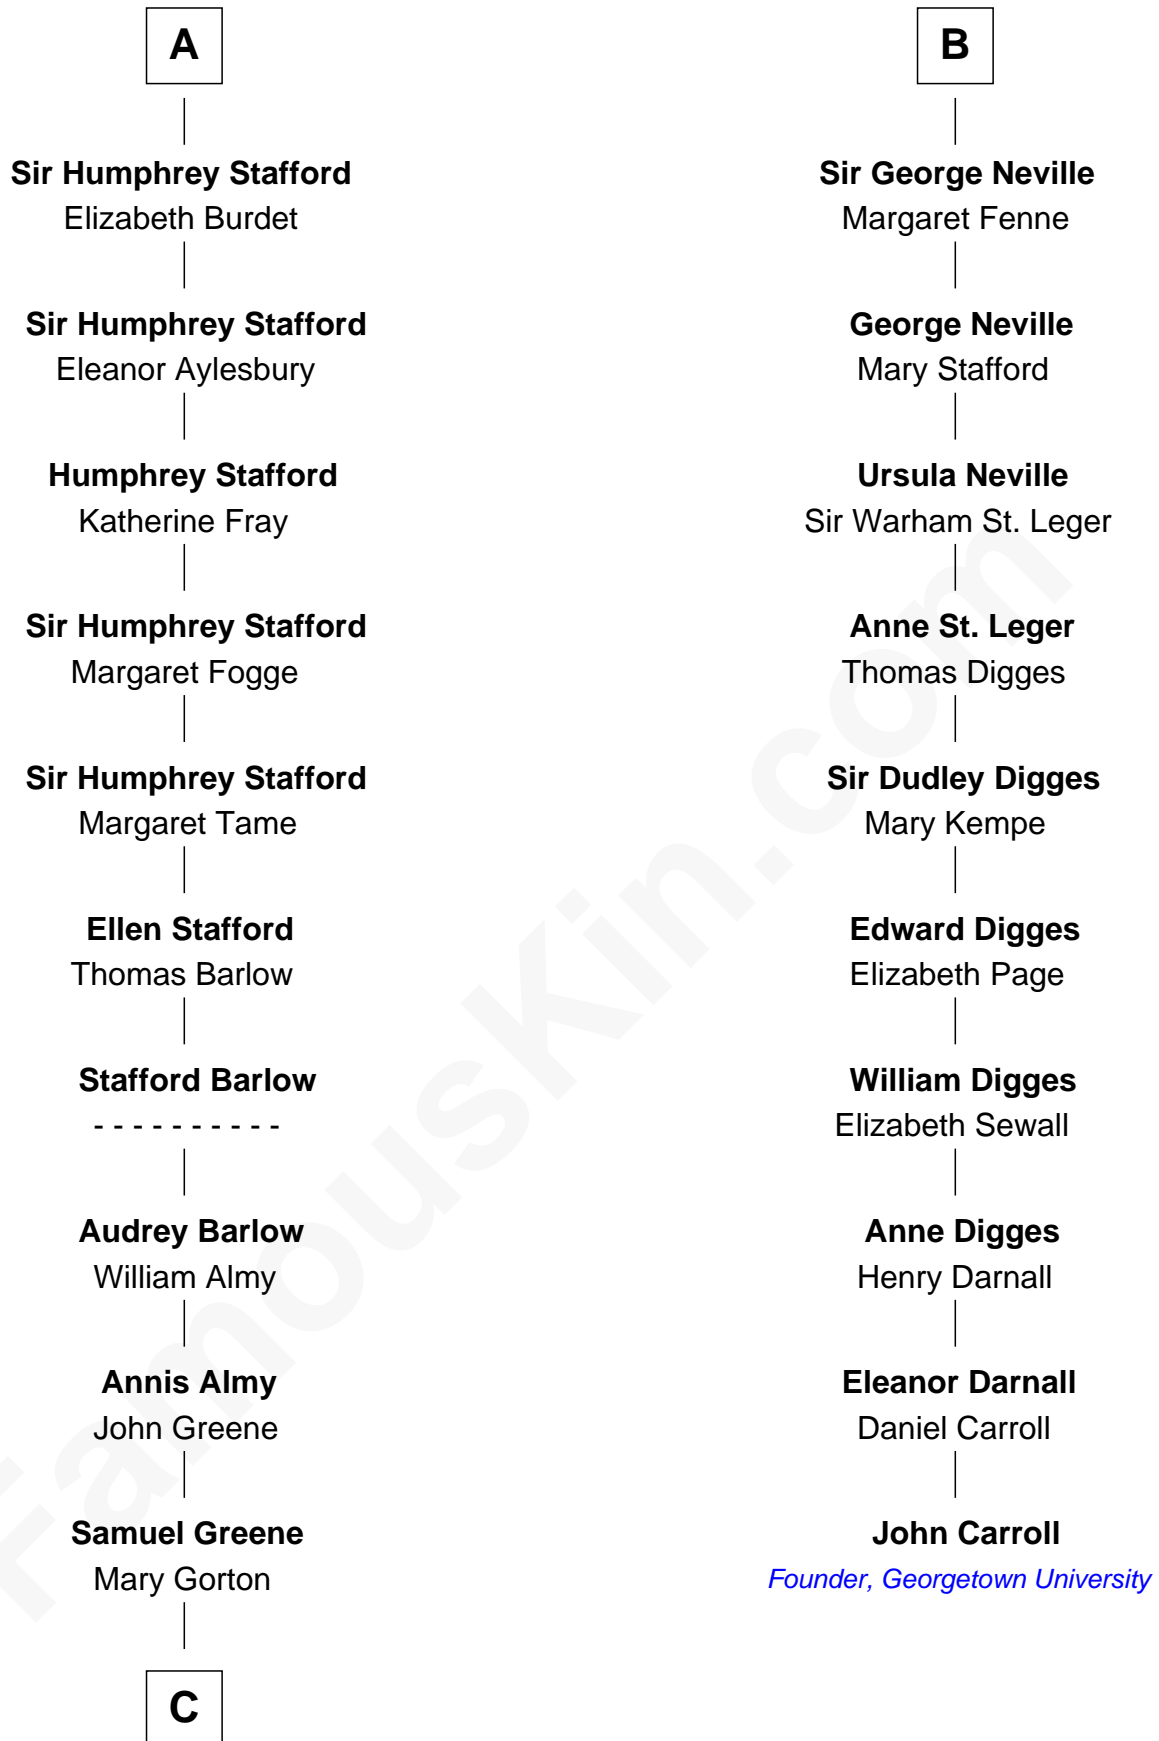 A
Sir Humphrey Stafford
Elizabeth Burdet
Sir Humphrey Stafford
Eleanor Aylesbury
Humphrey Stafford
Katherine Fray
Sir Humphrey Stafford
Margaret Fogge
Sir Humphrey Stafford
Margaret Tame
Ellen Stafford
Thomas Barlow
Stafford Barlow
- - - - - - - - - -
Audrey Barlow
William Almy
Annis Almy
John Greene
Samuel Greene
Mary Gorton
C
B
Sir George Neville
Margaret Fenne
George Neville
Mary Stafford
Ursula Neville
Sir Warham St. Leger
Anne St. Leger
Thomas Digges
Sir Dudley Digges
Mary Kempe
Edward Digges
Elizabeth Page
William Digges
Elizabeth Sewall
Anne Digges
Henry Darnall
Eleanor Darnall
Daniel Carroll
John Carroll
Founder, Georgetown University
FamousKin.com